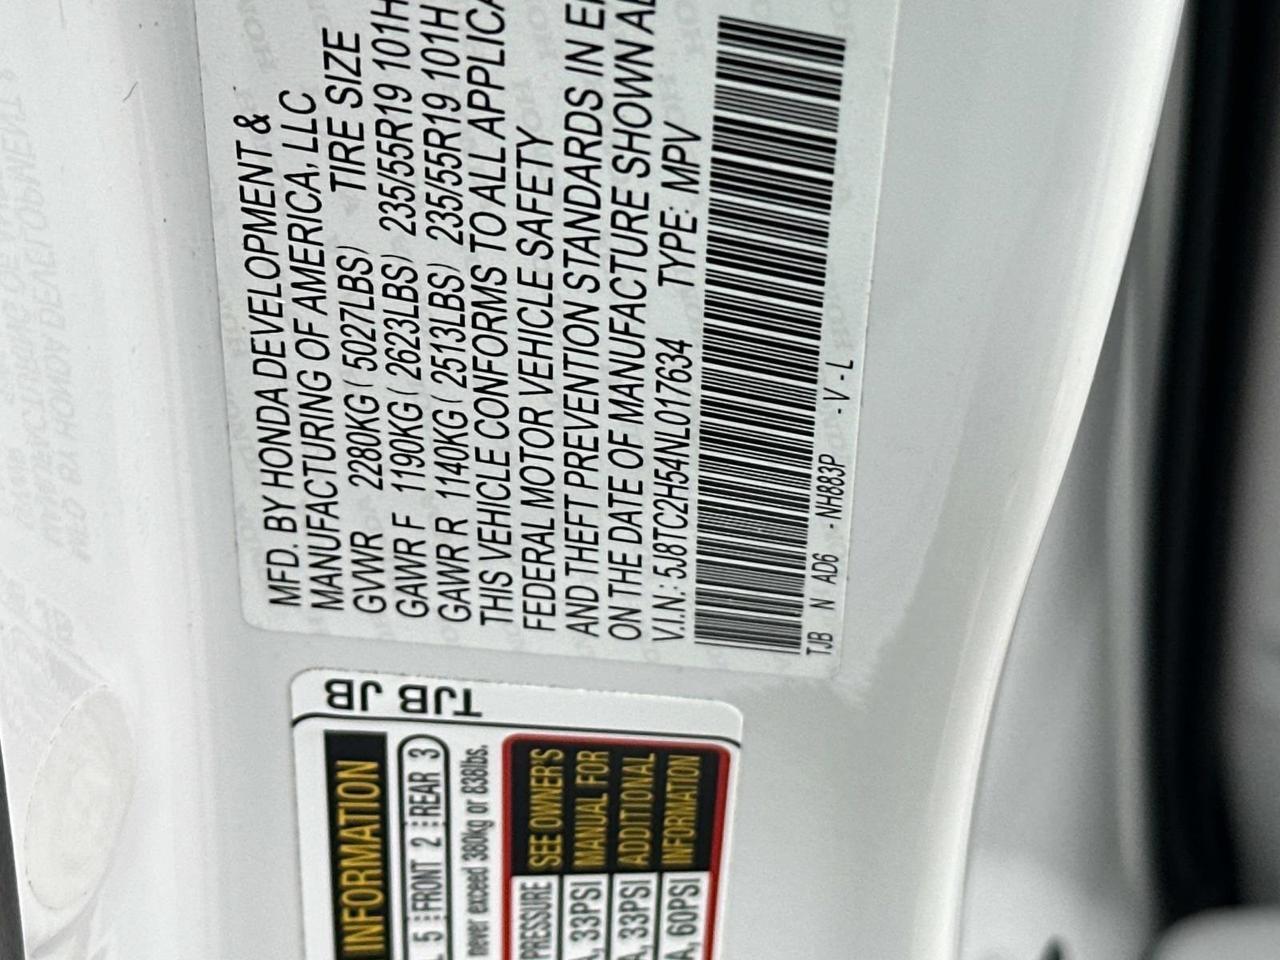 MFD. BY HONDA DEVELOPMENT &
MANUFACTURING OF AMERICA, LLC
GVWR 2280KG ( 5027LBS) TIRE SIZE
GAWR F 1190KG ( 2623LBS) 235/55R19 101H
GAWR R 1140KG ( 2513LBS) 235/55R19 101H
THIS VEHICLE CONFORMS TO ALL APPLICA
FEDERAL MOTOR VEHICLE SAFETY
AND THEFT PREVENTION STANDARDS IN E
ON THE DATE OF MANUFACTURE SHOWN A
V.I.N.: 5J8TC2H54NL017634 TYPE: MPV
TJB N AD6 - NH883P - V - L
TJB JB
TJB
INFORMATION
5 FRONT 2 REAR 3
never exceed 380kg or 838lbs.
PRESSURE SEE OWNER'S
, 33PSI MANUAL FOR
, 33PSI ADDITIONAL
, 60PSI INFORMATION